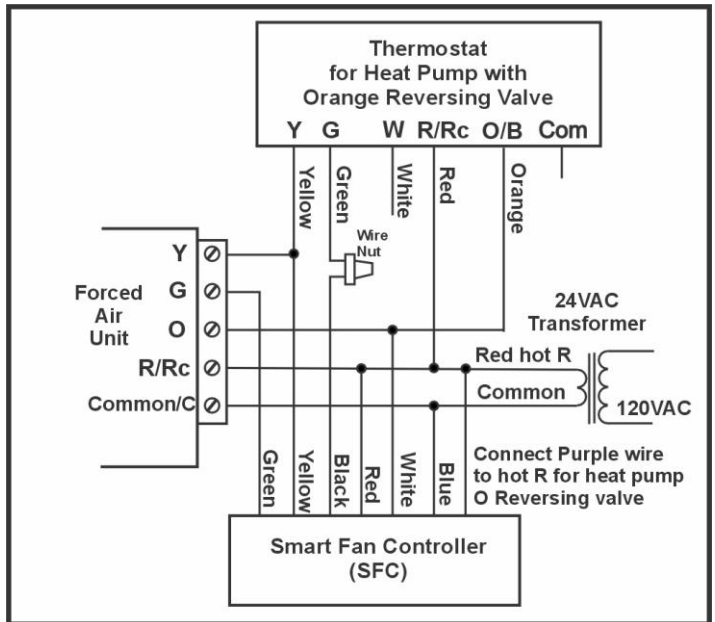 Thermostat
for Heat Pump with
Orange Reversing Valve
Y G W R/Rc O/B Com
Yellow
Green
White
Red
Orange
Wire
Nut
Y
G
O
R/Rc
Common/C
Forced
Air
Unit
24VAC
Transformer
Red hot R
Common
120VAC
Green
Yellow
Black
Red
White
Blue
Connect Purple wire
to hot R for heat pump
O Reversing valve
Smart Fan Controller
(SFC)